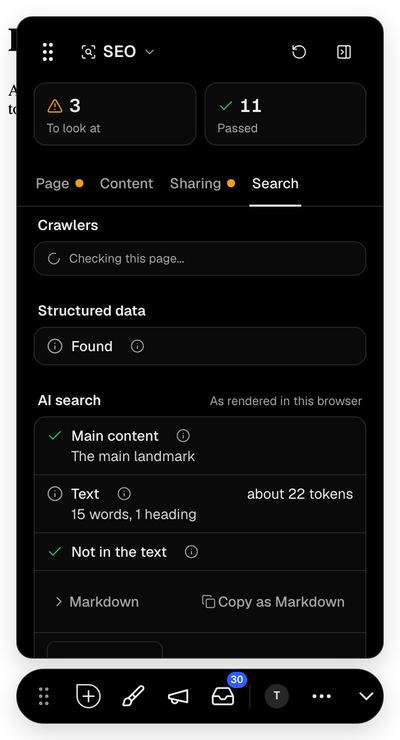 SEO
3
To look at
11
Passed
Page
Content
Sharing
Search
Crawlers
Checking this page...
Structured data
Found
AI search
As rendered in this browser
Main content
The main landmark
Text
about 22 tokens
15 words, 1 heading
Not in the text
Markdown
Copy as Markdown
30
T